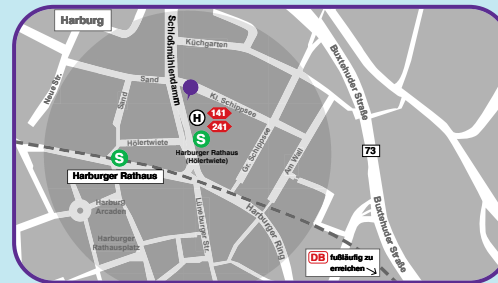 Harburg
Schloßmühlendamm
Küchgarten
Buxtehuder Straße
Neue Str.
Sand
Sand
Kl. Schippsee
H
141
241
S
Harburger Rathaus
(Hölertwiete)
Hölertwiete
S
Harburger Rathaus
Gr. Schippsee
Am Wall
73
Harburg
Arcaden
Lüneburger Str.
Harburger Ring
Harburger
Rathausplatz
Buxtehuder Straße
DB fußläufig zu
erreichen